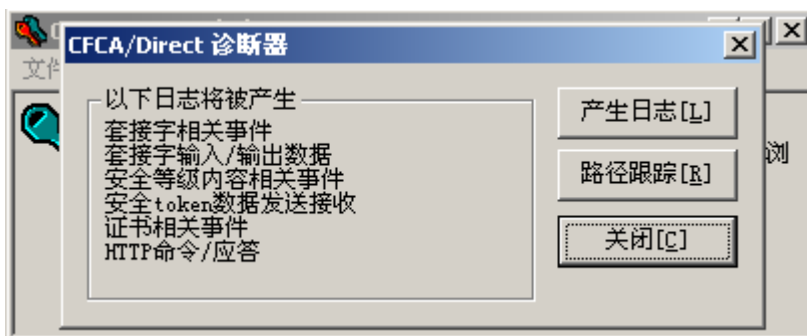 CFCA/Direct 诊断器
文件
以下日志将被产生
套接字相关事件
套接字输入/输出数据
安全等级内容相关事件
安全token数据发送接收
证书相关事件
HTTP命令/应答
产生日志[L]
路径跟踪[R]
关闭[C]
浏